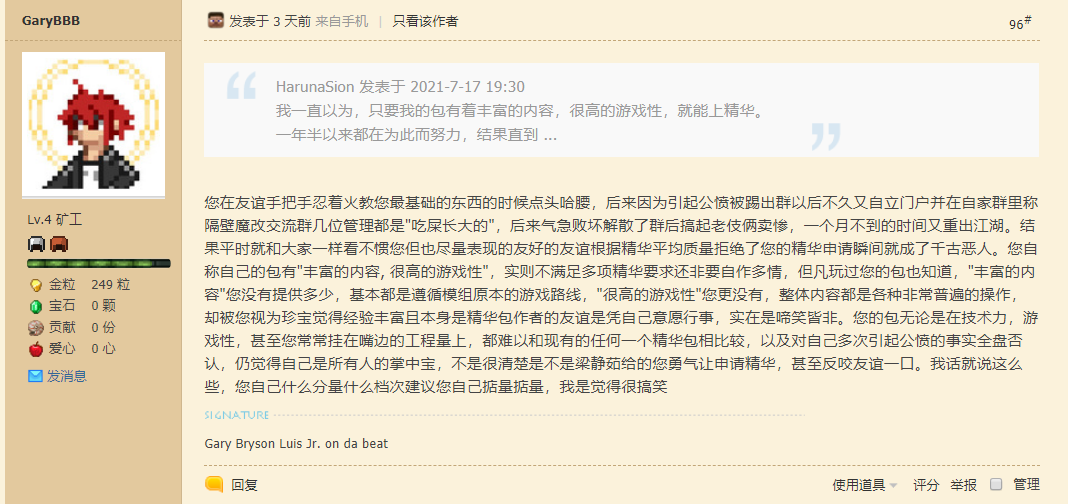 GaryBBB
发表于 3 天前 来自手机 | 只看该作者
96#
HarunaSion 发表于 2021-7-17 19:30
我一直以为，只要我的包有着丰富的内容，很高的游戏性，就能上精华。
一年半以来都在为此而努力，结果直到 ...
您在友谊手把手忍着火教您最基础的东西的时候点头哈腰，后来因为引起公愤被踢出群以后不久又自立门户并在自家群里称
隔壁魔改交流群几位管理都是"吃屎长大的"，后来气急败坏解散了群后搞起老伎俩卖惨，一个月不到的时间又重出江湖。结
果平时就和大家一样看不惯您但也尽量表现的友好的友谊根据精华平均质量拒绝了您的精华申请瞬间就成了千古恶人。您自
称自己的包有"丰富的内容, 很高的游戏性"，实则不满足多项精华要求还非要自作多情，但凡玩过您的包也知道，"丰富的内
容"您没有提供多少，基本都是遵循模组原本的游戏路线，"很高的游戏性"您更没有，整体内容都是各种非常普遍的操作，
却被您视为珍宝觉得经验丰富且本身是精华包作者的友谊是凭自己意愿行事，实在是啼笑皆非。您的包无论是在技术力，游
戏性，甚至您常常挂在嘴边的工程量上，都难以和现有的任何一个精华包相比较，以及对自己多次引起公愤的事实全盘否
认，仍觉得自己是所有人的掌中宝，不是很清楚是不是梁静茹给的您勇气让申请精华，甚至反咬友谊一口。我话就说这么
些，您自己什么分量什么档次建议您自己掂量掂量，我是觉得很搞笑
Lv.4 矿工
金粒 249 粒
宝石 0 颗
贡献 0 份
爱心 0 心
发消息
SIGNATURE
Gary Bryson Luis Jr. on da beat
回复
使用道具 评分 举报 管理